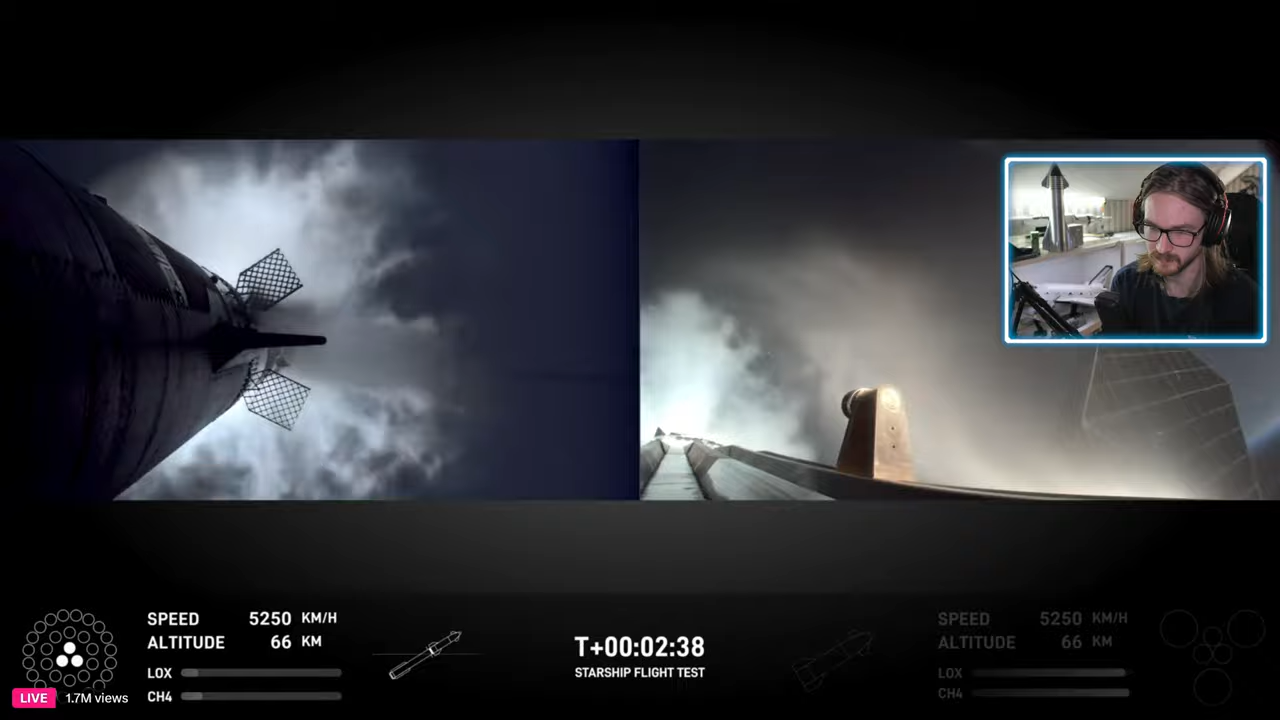 SPEED 5250 KM/H
ALTITUDE 66 KM
LOX
CH4
LIVE 1.7M views
T+00:02:38
STARSHIP FLIGHT TEST
SPEED 5250 KM/H
ALTITUDE 66 KM
LOX
CH4